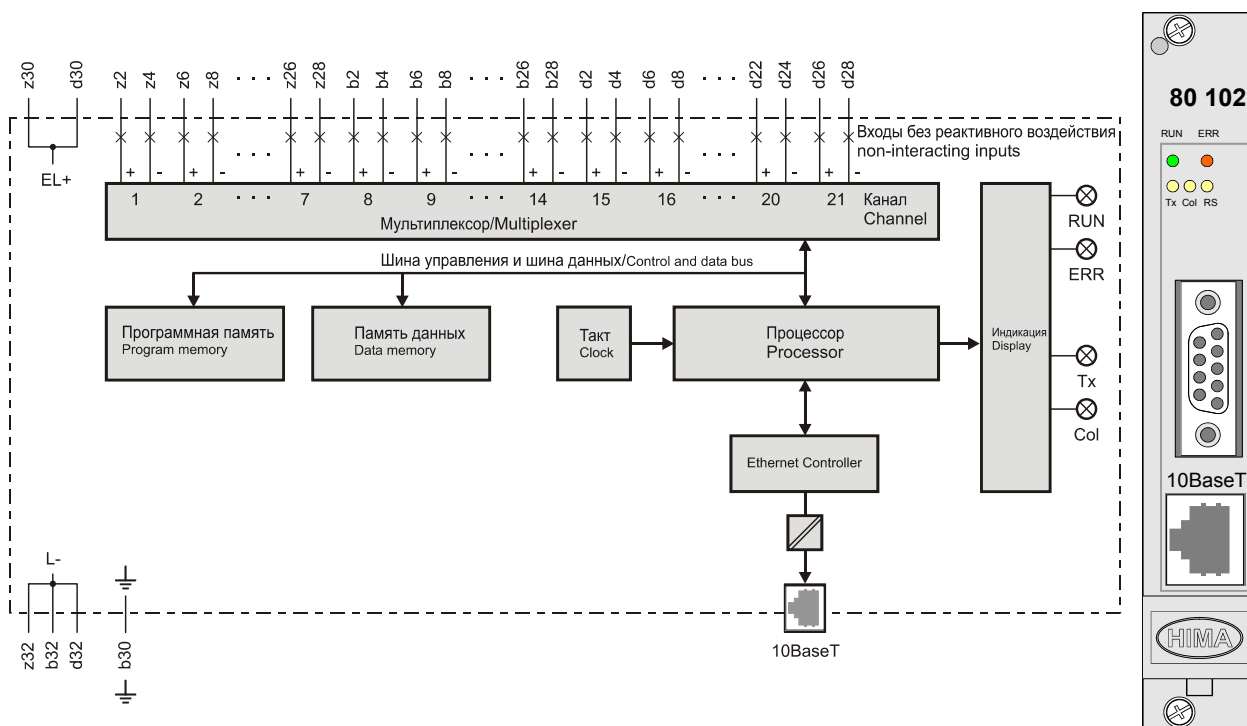 z30 d30 z2 z4 z6 z8 · · · · z26 z28 b2 b4 b6 b8 · · · · b26 b28 d2 d4 d6 d8 · · · · d22 d24 d26 d28
80 102
RUN ERR
Tx Col RS
Входы без реактивного воздействия
non-interacting inputs
EL+
+ - + - · · · · + - + - + - · · · · + - + - + - · · · · + - + -
1 2 · · · · 7 8 9 · · · · 14 15 16 · · · · 20 21 Канал
Channel
Мультиплексор/Multiplexer
RUN
Шина управления и шина данных/Control and data bus
ERR
Программная память
Program memory
Память данных
Data memory
Такт
Clock
Процессор
Processor
Индикация
Display
Tx
Col
Ethernet Controller
10BaseT
L-
z32 b32 d32 b30
10BaseT
HIMA